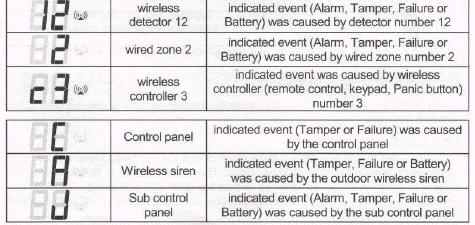 12 wireless detector 12 indicated event (Alarm, Tamper, Failure or Battery) was caused by detector number 12
2 wired zone 2 indicated event (Alarm, Tamper, Failure or Battery) was caused by wired zone number 2
c3 wireless controller 3 indicated event was caused by wireless controller (remote control, keypad, Panic button) number 3
C Control panel indicated event (Tamper or Failure) was caused by the control panel
A Wireless siren indicated event (Tamper, Failure or Battery) was caused by the outdoor wireless siren
J Sub control panel indicated event (Alarm, Tamper, Failure or Battery) was caused by the sub control panel